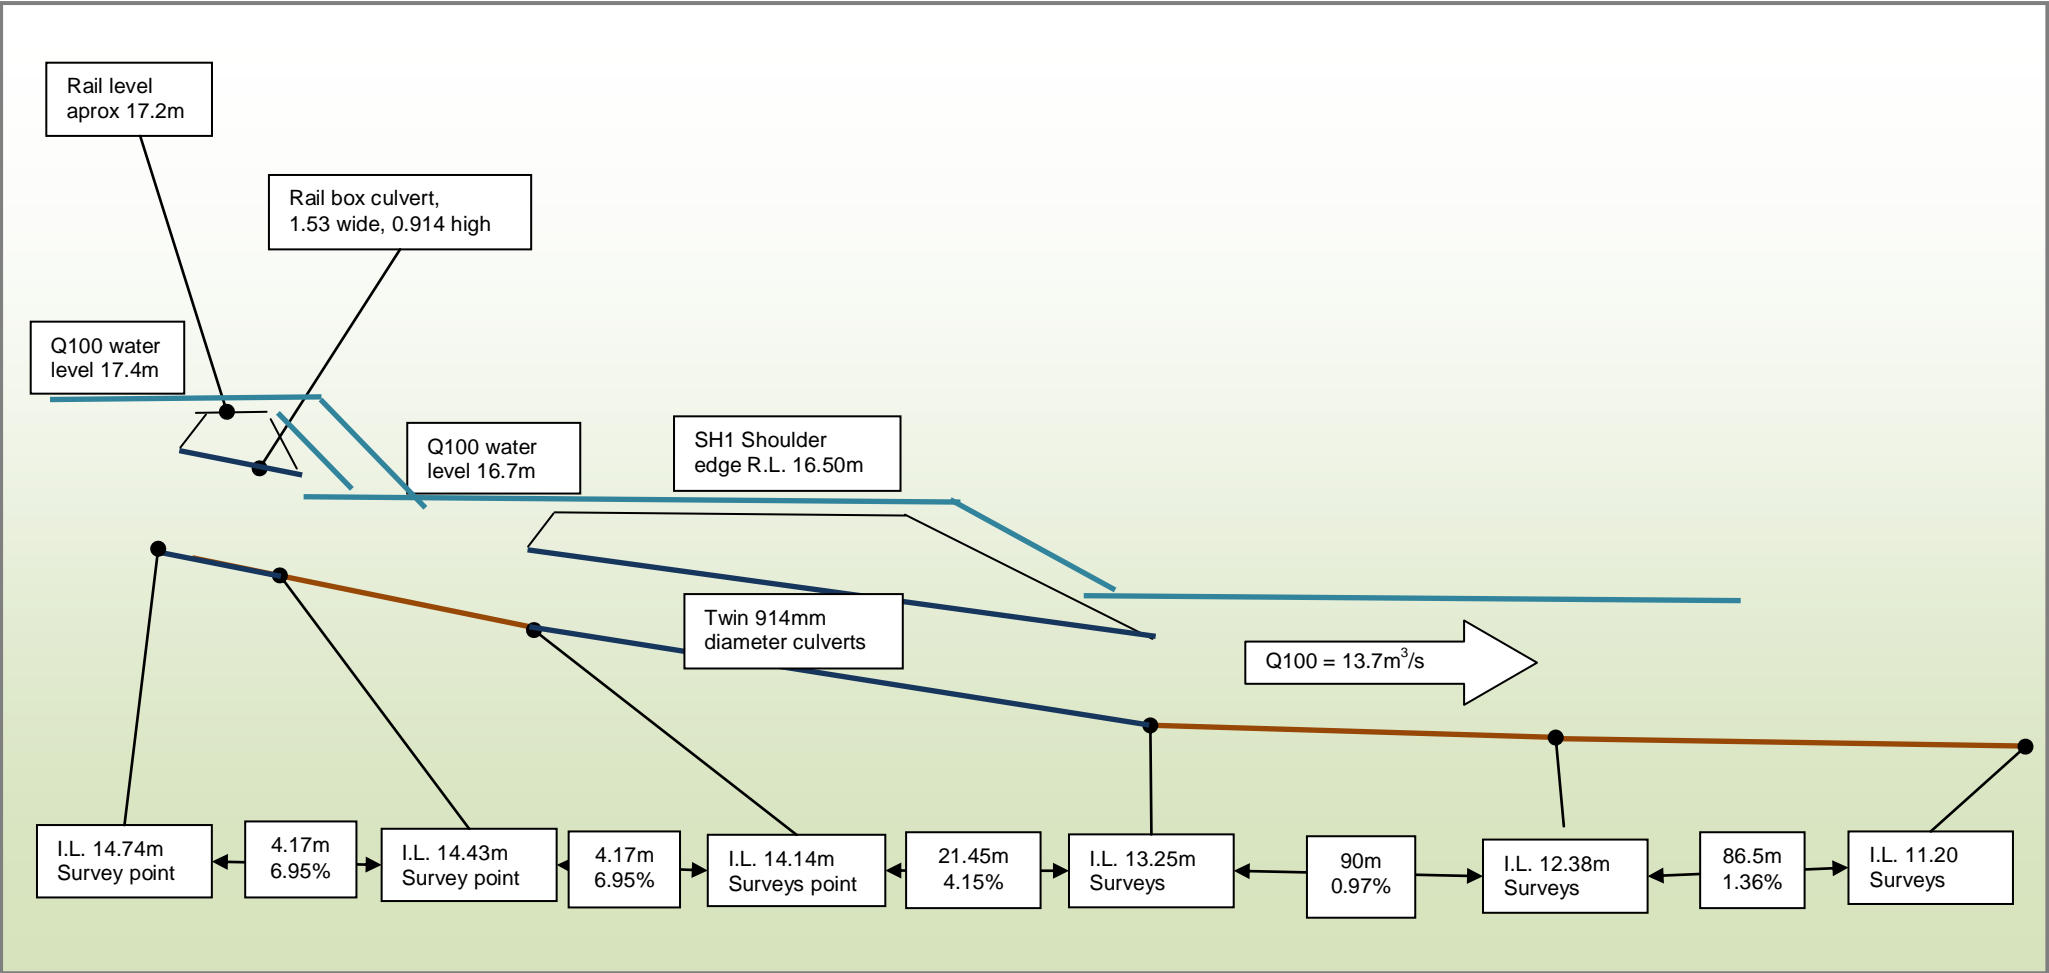 Rail level
aprox 17.2m
Rail box culvert,
1.53 wide, 0.914 high
Q100 water
level 17.4m
Q100 water
level 16.7m
SH1 Shoulder
edge R.L. 16.50m
Twin 914mm
diameter culverts
Q100 = 13.7m³/s
I.L. 14.74m
Survey point
4.17m
6.95%
I.L. 14.43m
Survey point
4.17m
6.95%
I.L. 14.14m
Surveys point
21.45m
4.15%
I.L. 13.25m
Surveys
90m
0.97%
I.L. 12.38m
Surveys
86.5m
1.36%
I.L. 11.20
Surveys